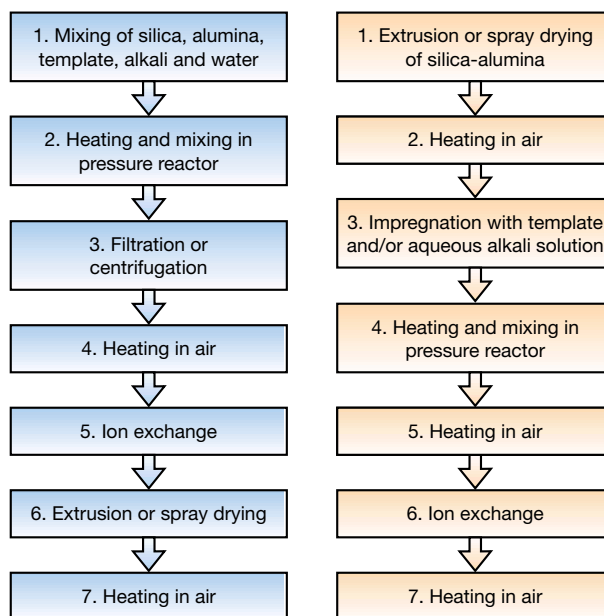 1. Mixing of silica, alumina,
template, alkali and water
2. Heating and mixing in
pressure reactor
3. Filtration or
centrifugation
4. Heating in air
5. Ion exchange
6. Extrusion or spray drying
7. Heating in air
1. Extrusion or spray drying
of silica-alumina
2. Heating in air
3. Impregnation with template
and/or aqueous alkali solution
4. Heating and mixing in
pressure reactor
5. Heating in air
6. Ion exchange
7. Heating in air